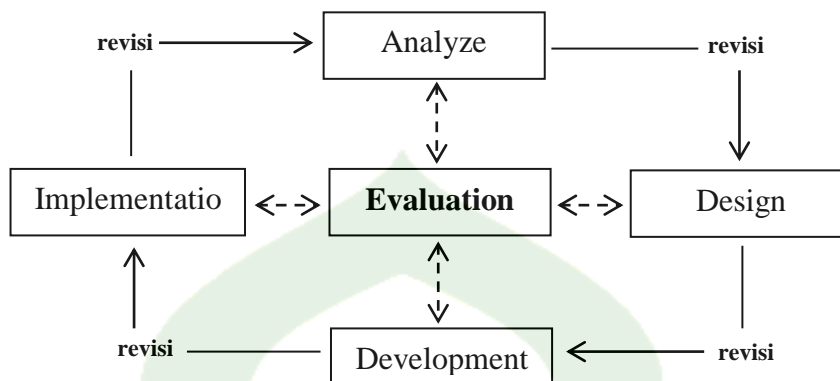 revisi
Analyze
revisi
Implementatio
Evaluation
Design
revisi
Development
revisi